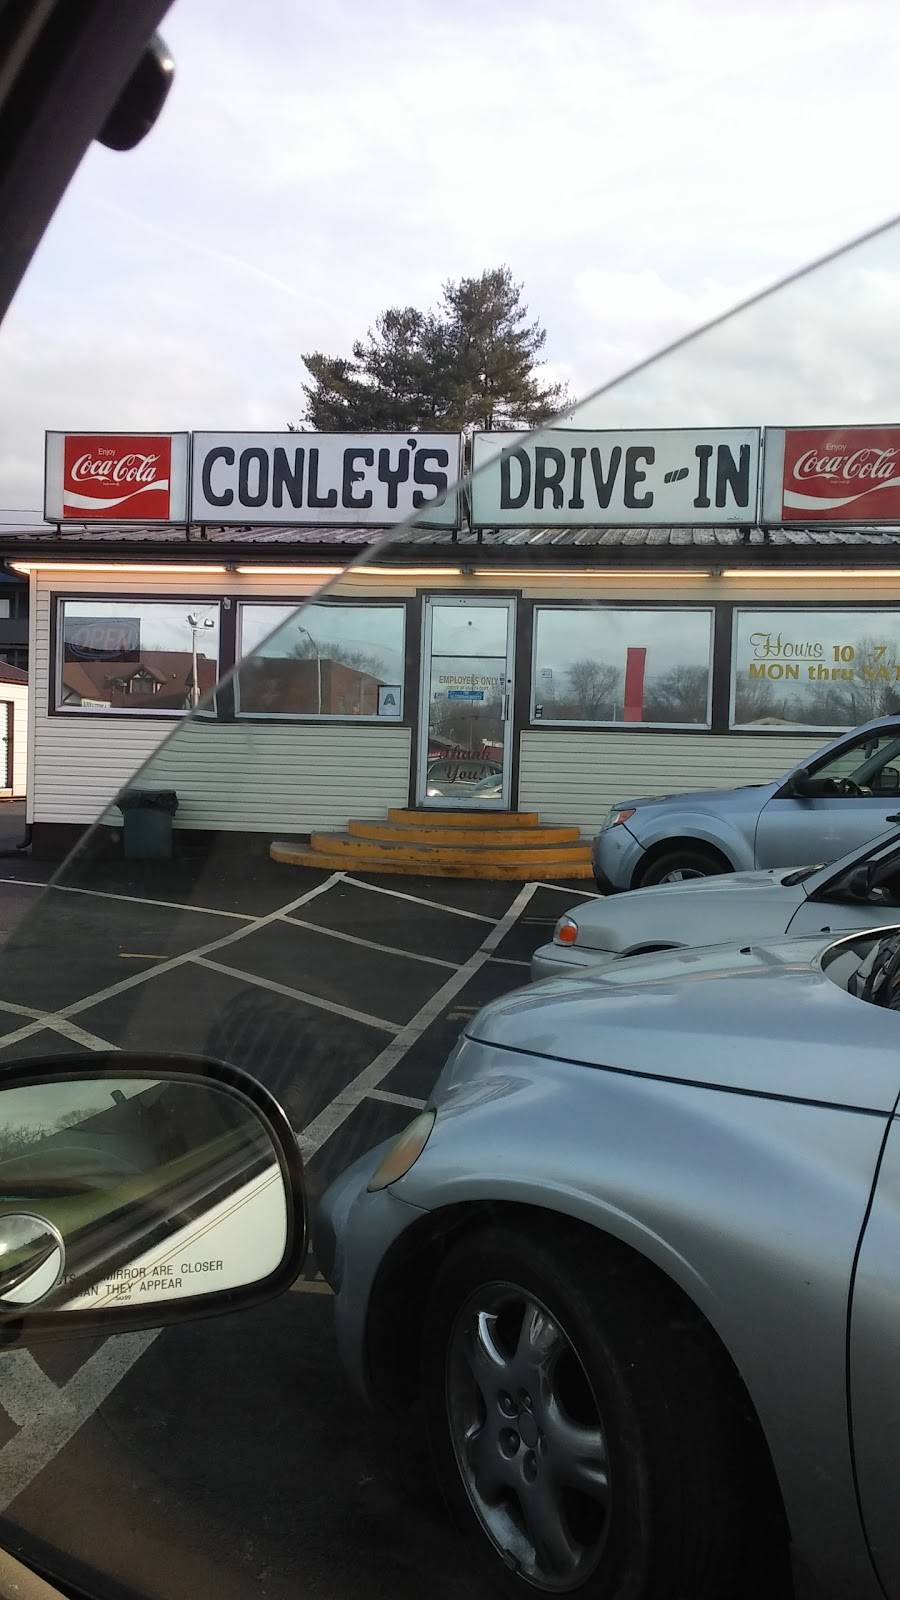 Enjoy
Coca-Cola
CONLEY'S
DRIVE-IN
Enjoy
Coca-Cola
OPEN
A
EMPLOYEES ONLY
Thank
You!
Hours 10 7
MON thru SAT
MIRROR ARE CLOSER
THAN THEY APPEAR